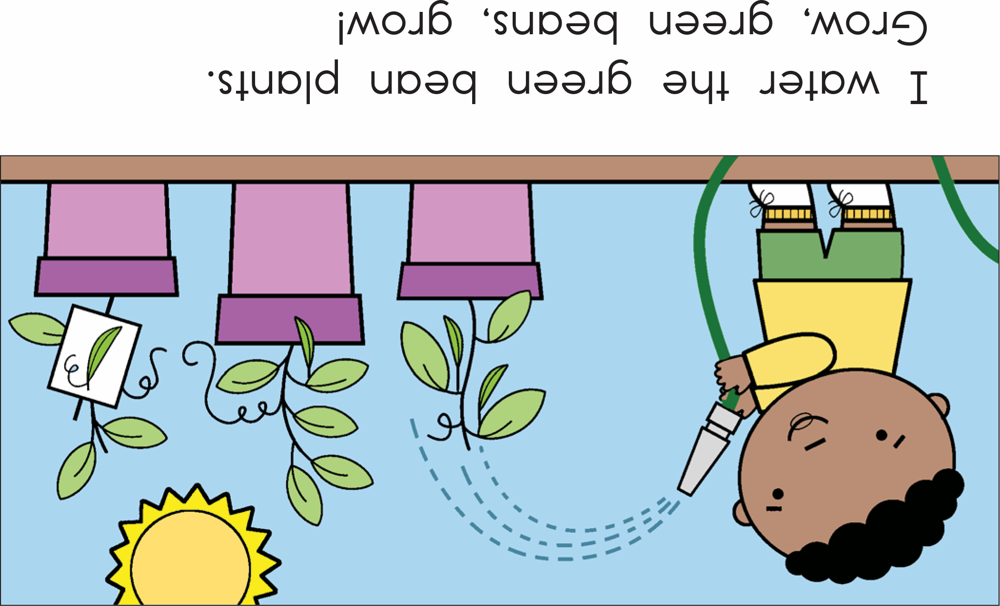 I water the green bean plants.
Grow, green beans, grow!